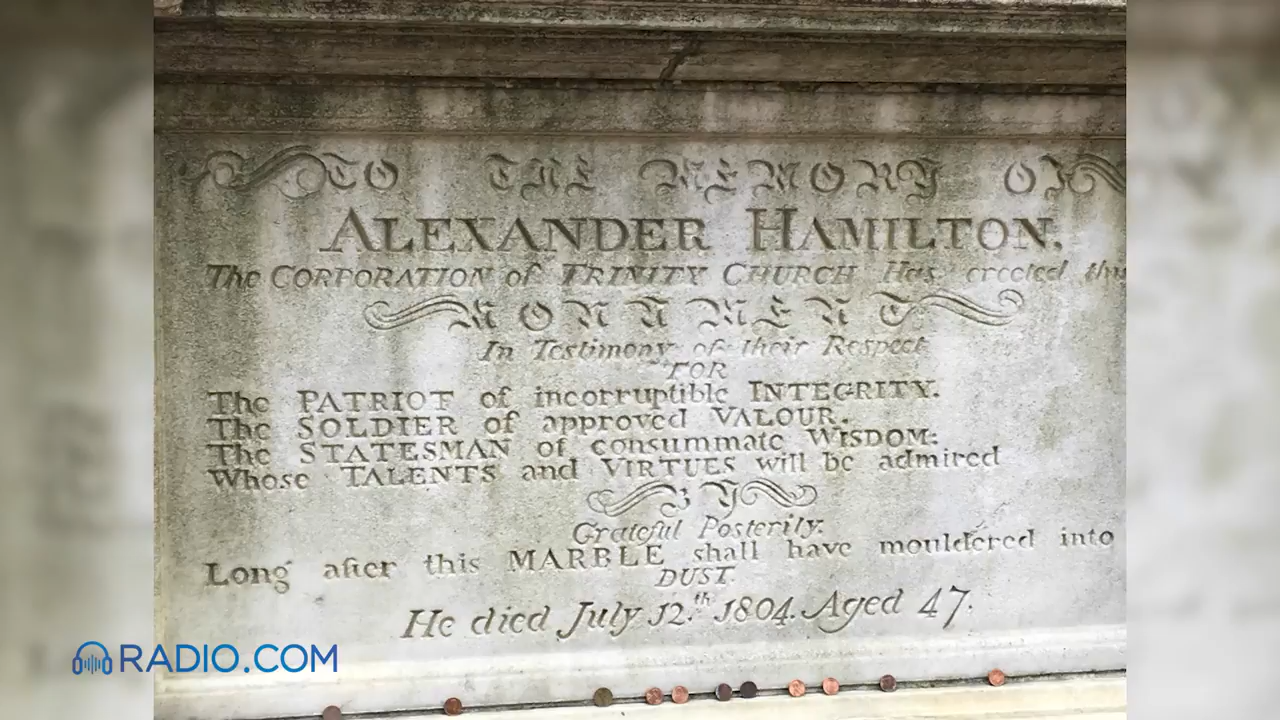 TO THE MEMORY OF
ALEXANDER HAMILTON,
The CORPORATION of TRINITY CHURCH Has erected this
MONUMENT
In Testimony of their Respect
FOR
The PATRIOT of incorruptible INTEGRITY.
The SOLDIER of approved VALOUR.
The STATESMAN of consummate WISDOM:
Whose TALENTS and VIRTUES will be admired
BY
Grateful Posterity.
Long after this MARBLE shall have mouldered into
DUST.
He died July 12.th 1804. Aged 47.
RADIO.COM